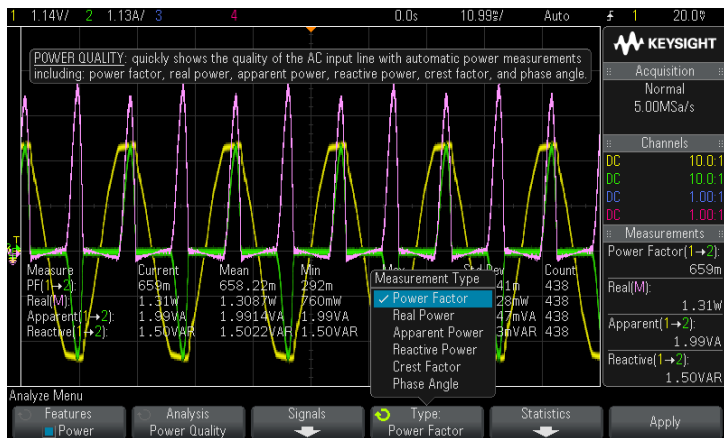 1 1.14V/ 2 1.13A/ 3 4 0.0s 10.99%/ Auto 1 20.0V
POWER QUALITY: quickly shows the quality of the AC input line with automatic power measurements
including: power factor, real power, apparent power, reactive power, crest factor, and phase angle.
KEYSIGHT
Acquisition
Normal
5.00MSa/s
Channels
DC 10.0:1
DC 10.0:1
DC 1.00:1
DC 1.00:1
Measurements
Power Factor(1→2):
659m
Real(M):
1.31W
Apparent(1→2):
1.99VA
Reactive(1→2):
1.50VAR
Measure Current Mean Min Count
PF(1→2): 659m 658.22m 292m 41m 438
Real(M): 1.31W 1.3087W 760mW 28mW 438
Apparent(1→2): 1.99VA 1.9914VA 1.99VA 47mVA 438
Reactive(1→2): 1.50VAR 1.5022VAR 1.50VAR 3mVAR 438
Measurement Type
Power Factor
Real Power
Apparent Power
Reactive Power
Crest Factor
Phase Angle
Analyze Menu
Features
Power
Analysis
Power Quality
Signals
Type:
Power Factor
Statistics
Apply